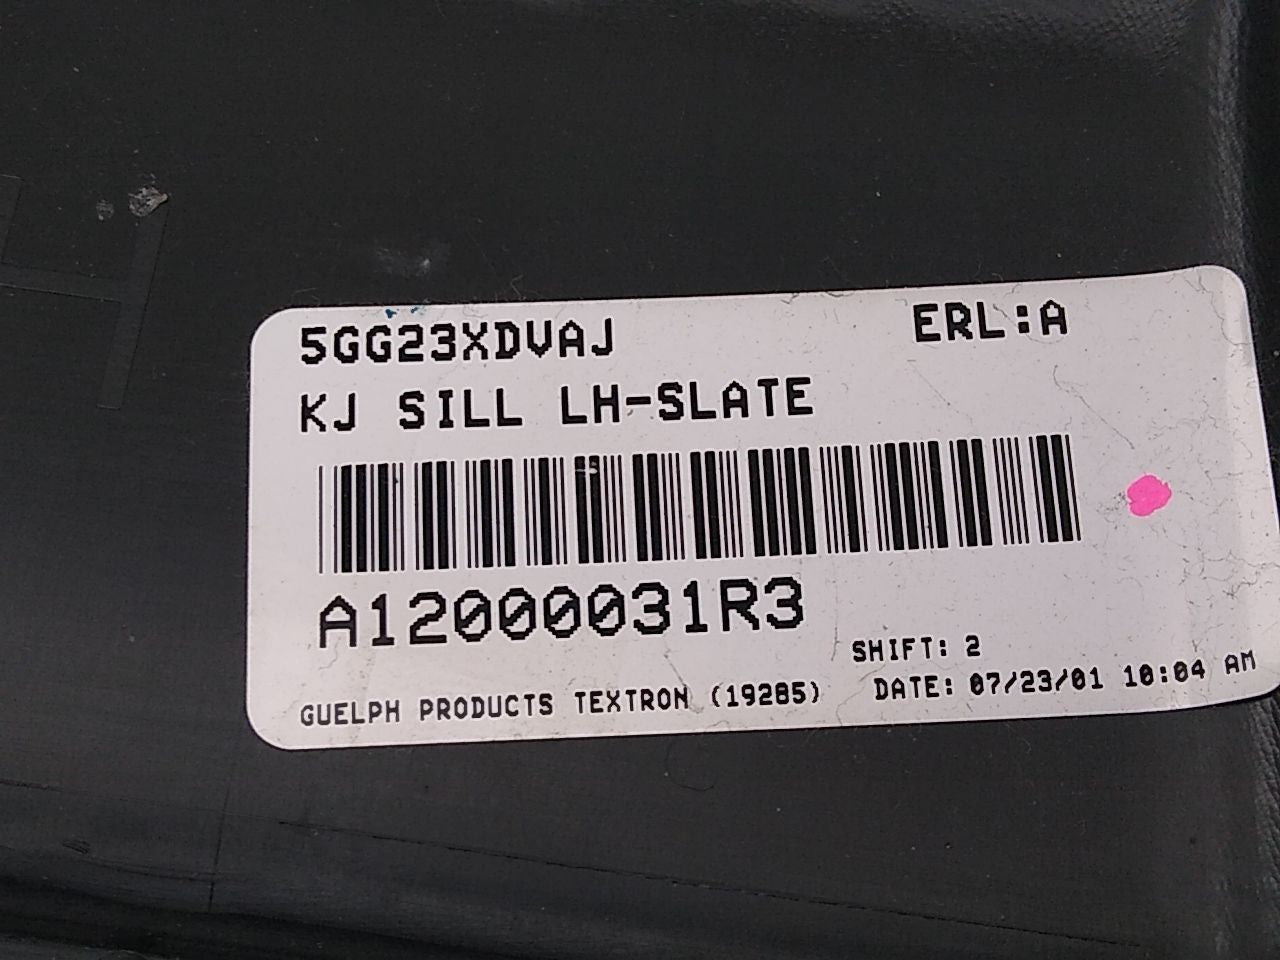 5GG23XDVAJ ERL:A
KJ SILL LH-SLATE
A12000031R3
SHIFT: 2
GUELPH PRODUCTS TEXTRON (19285) DATE: 07/23/01 10:04 AM